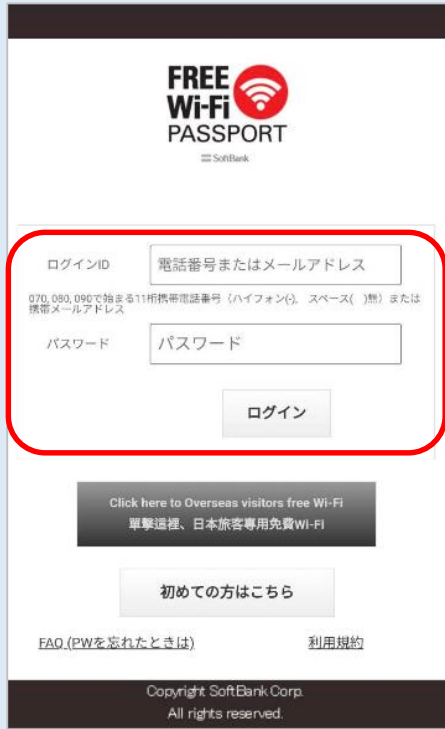 FREE
Wi-Fi
PASSPORT
SoftBank
ログインID
電話番号またはメールアドレス
070, 080, 090で始まる11桁携帯電話番号（ハイフォン(-)、スペース( )無）または
携帯メールアドレス
パスワード
パスワード
ログイン
Click here to Overseas visitors free Wi-Fi
單擊這裡、日本旅客專用免費Wi-Fi
初めての方はこちら
FAQ (PWを忘れたときは)
利用規約
Copyright SoftBank Corp.
All rights reserved.